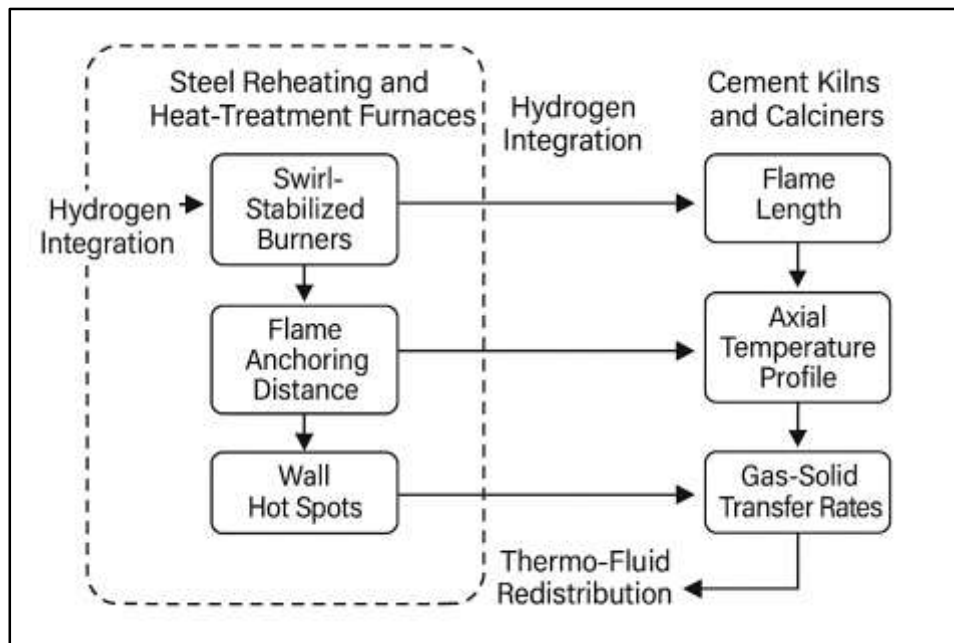 Steel Reheating and
Heat-Treatment Furnaces
Hydrogen
Integration
Swirl-
Stabilized
Burners
Flame
Anchoring
Distance
Wall
Hot Spots
Hydrogen
Integration
Cement Kilns
and Calciners
Flame
Length
Axial
Temperature
Profile
Gas-Solid
Transfer Rates
Thermo-Fluid
Redistribution